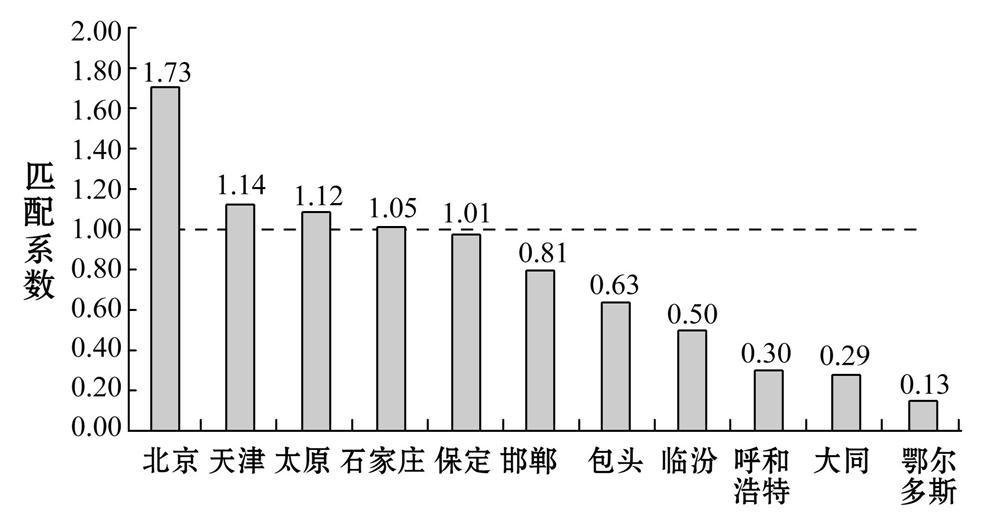 匹配系数
2.00
1.80
1.60
1.40
1.20
1.00
0.80
0.60
0.40
0.20
0.00
1.73
1.14
1.12
1.05
1.01
0.81
0.63
0.50
0.30
0.29
0.13
北京
天津
太原
石家庄
保定
邯郸
包头
临汾
呼和
浩特
大同
鄂尔
多斯